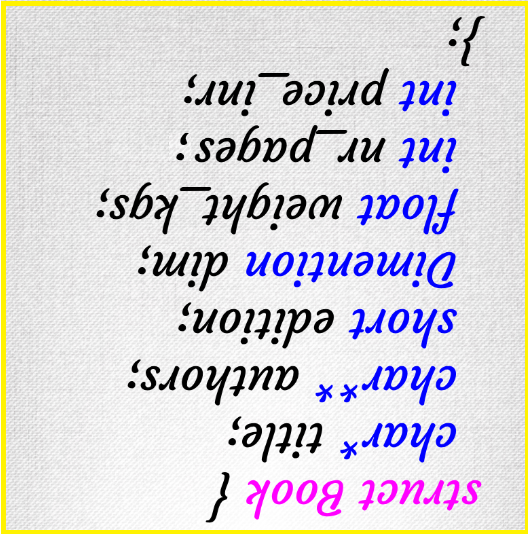 struct Book {
char* title;
char** authors;
short edition;
Dimention dim;
float weight_kgs;
int nr_pages;
int price_inr;
};